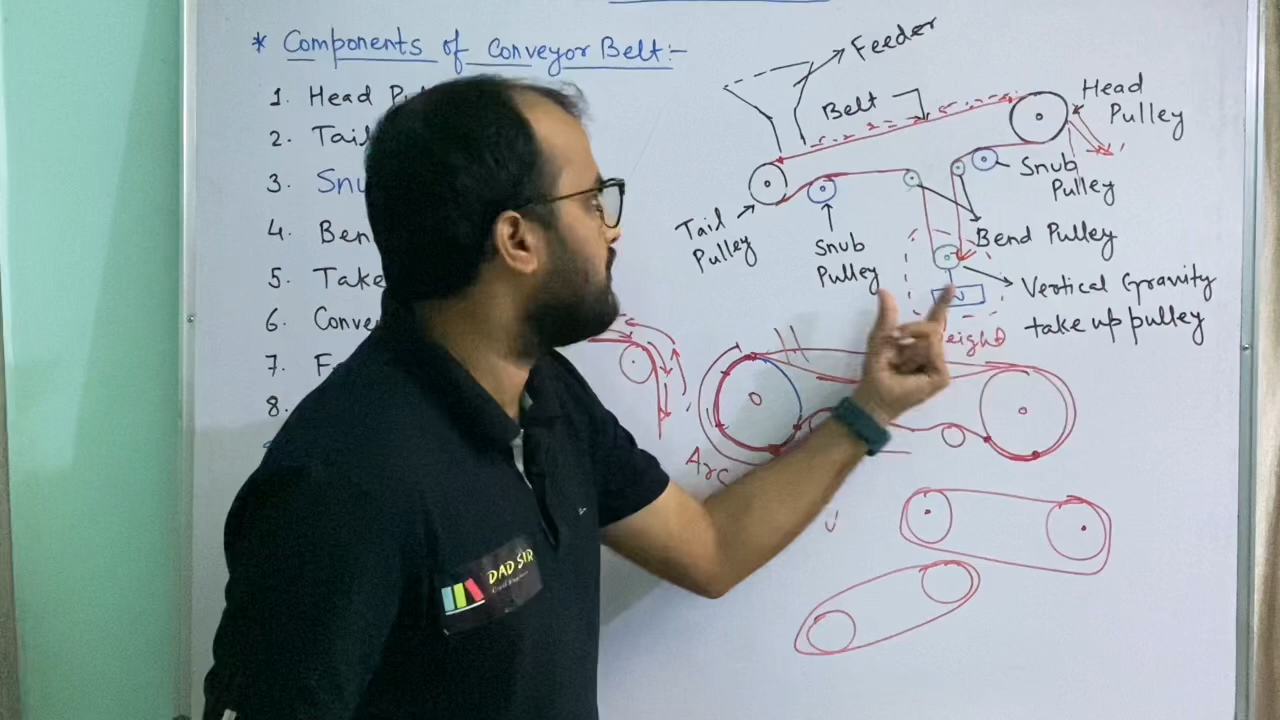 * Components of Conveyor Belt:-
1. Head
2. Tail
3. Snu
4. Ben
5. Take
6. Conve
7. F
8.
Feeder
Belt
Head
Pulley
Snub
Pulley
Tail
Pulley
Snub
Pulley
Bend Pulley
Vertical Gravity
take up pulley
W
eight
Arc
DAD SIR